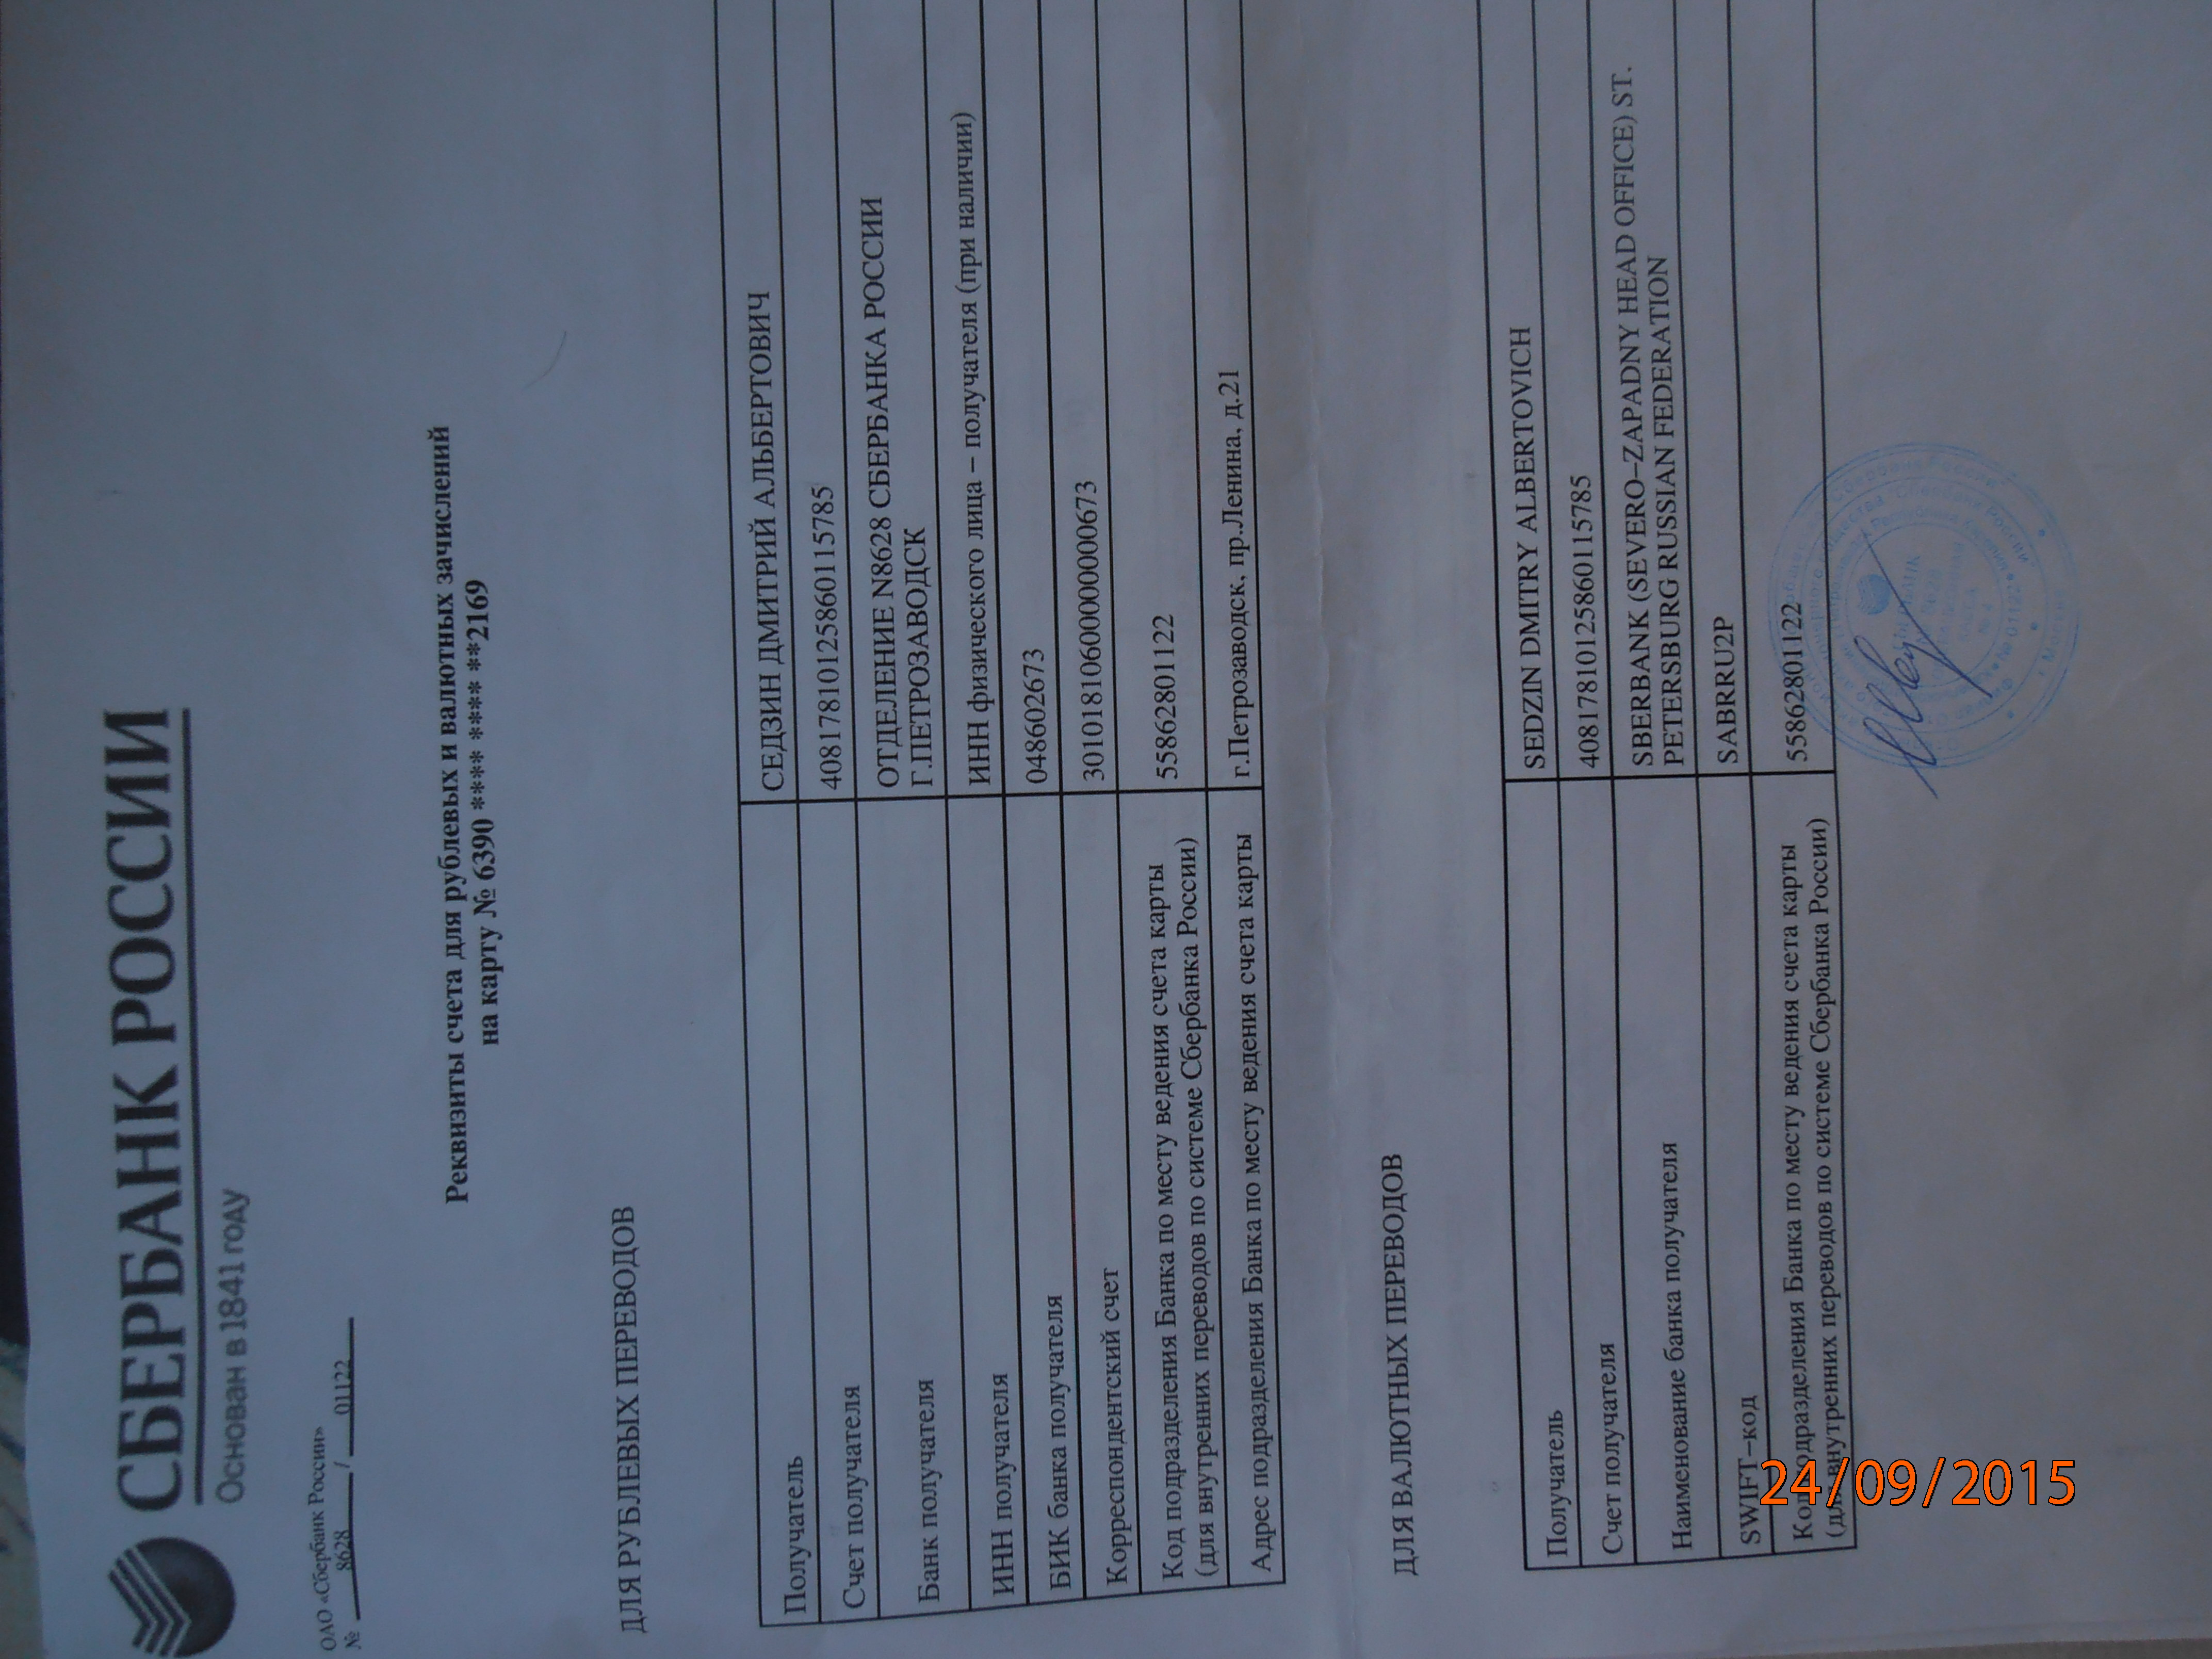 СБЕРБАНК РОССИИ
Основан в 1841 году
ОАО «Сбербанк России»
№ 8628 / 01122
Реквизиты счета для рублевых и валютных зачислений
на карту № 6390 **** **** **2169
ДЛЯ РУБЛЕВЫХ ПЕРЕВОДОВ
Получатель СЕДЗИН ДМИТРИЙ АЛЬБЕРТОВИЧ
Счет получателя 40817810125860115785
Банк получателя ОТДЕЛЕНИЕ N8628 СБЕРБАНКА РОССИИ
Г.ПЕТРОЗАВОДСК
ИНН получателя ИНН физического лица – получателя (при наличии)
БИК банка получателя 048602673
Корреспондентский счет 30101810600000000673
Код подразделения Банка по месту ведения счета карты
(для внутренних переводов по системе Сбербанка России) 55862801122
Адрес подразделения Банка по месту ведения счета карты г.Петрозаводск, пр.Ленина, д.21
ДЛЯ ВАЛЮТНЫХ ПЕРЕВОДОВ
Получатель SEDZIN DMITRY ALBERTOVICH
Счет получателя 40817810125860115785
Наименование банка получателя SBERBANK (SEVERO–ZAPADNY HEAD OFFICE) ST.
PETERSBURG RUSSIAN FEDERATION
SWIFT–код SABRRU2P
Код подразделения Банка по месту ведения счета карты
(для внутренних переводов по системе Сбербанка России) 55862801122
24/09/2015